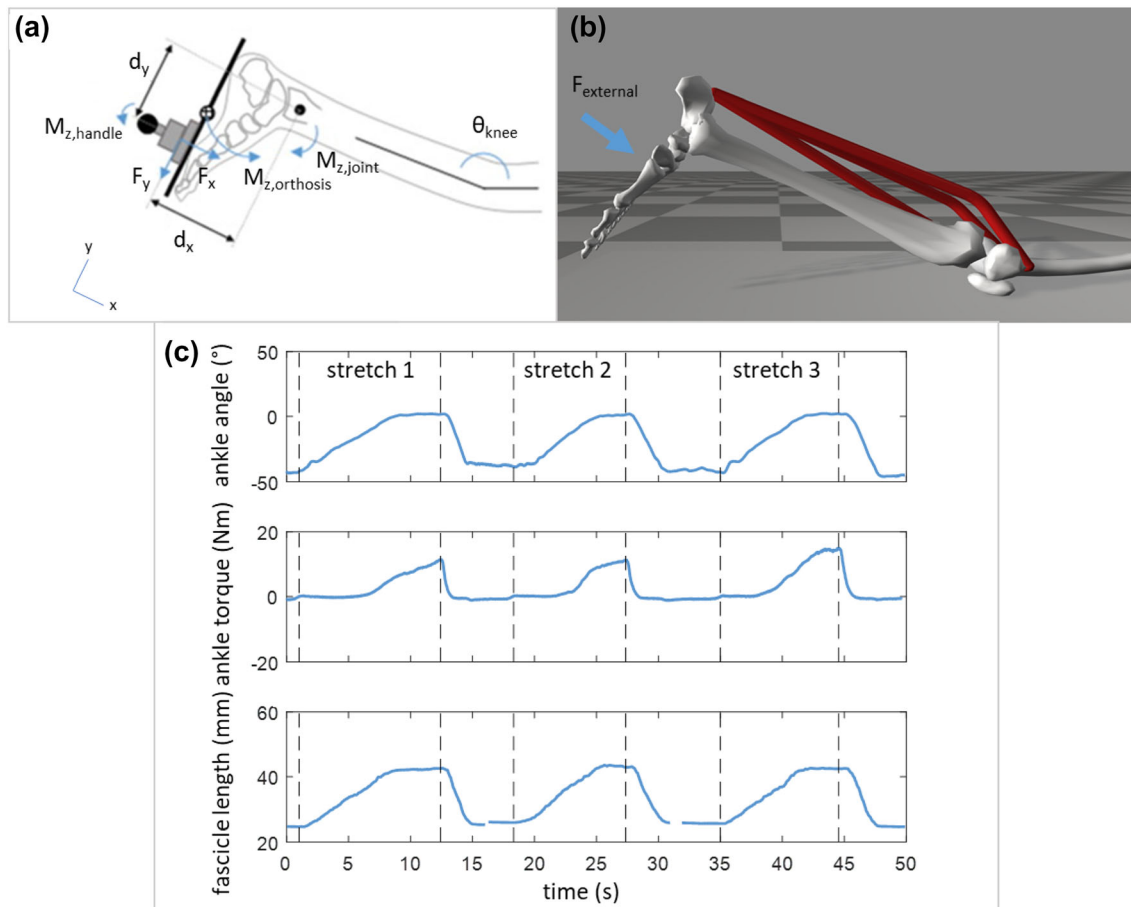 (a)
d_y
M_z,handle
F_y
F_x
M_z,orthosis
M_z,joint
θ_knee
d_x
y
x
(b)
F_external
(c)
stretch 1
stretch 2
stretch 3
ankle angle (°)
50
0
-50
ankle torque (Nm)
20
0
-20
fascicle length (mm)
60
40
20
0 5 10 15 20 25 30 35 40 45 50
time (s)